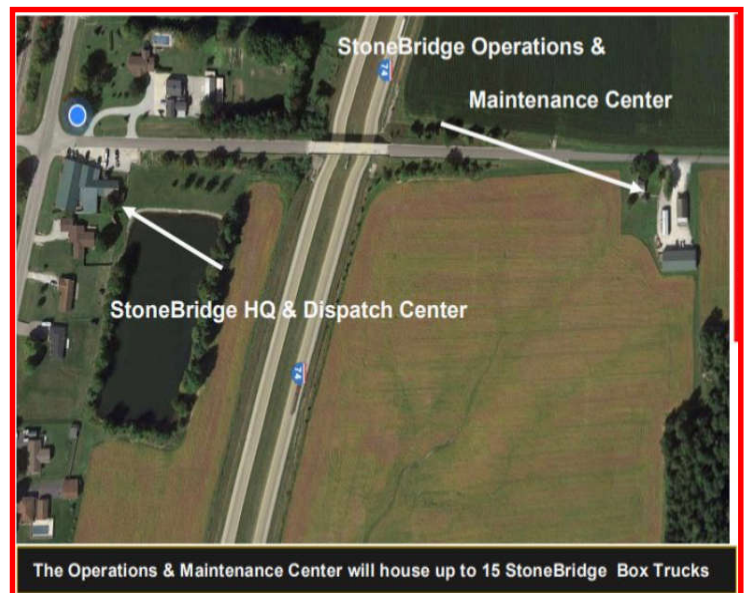 StoneBridge Operations &
Maintenance Center
74
StoneBridge HQ & Dispatch Center
74
The Operations & Maintenance Center will house up to 15 StoneBridge Box Trucks